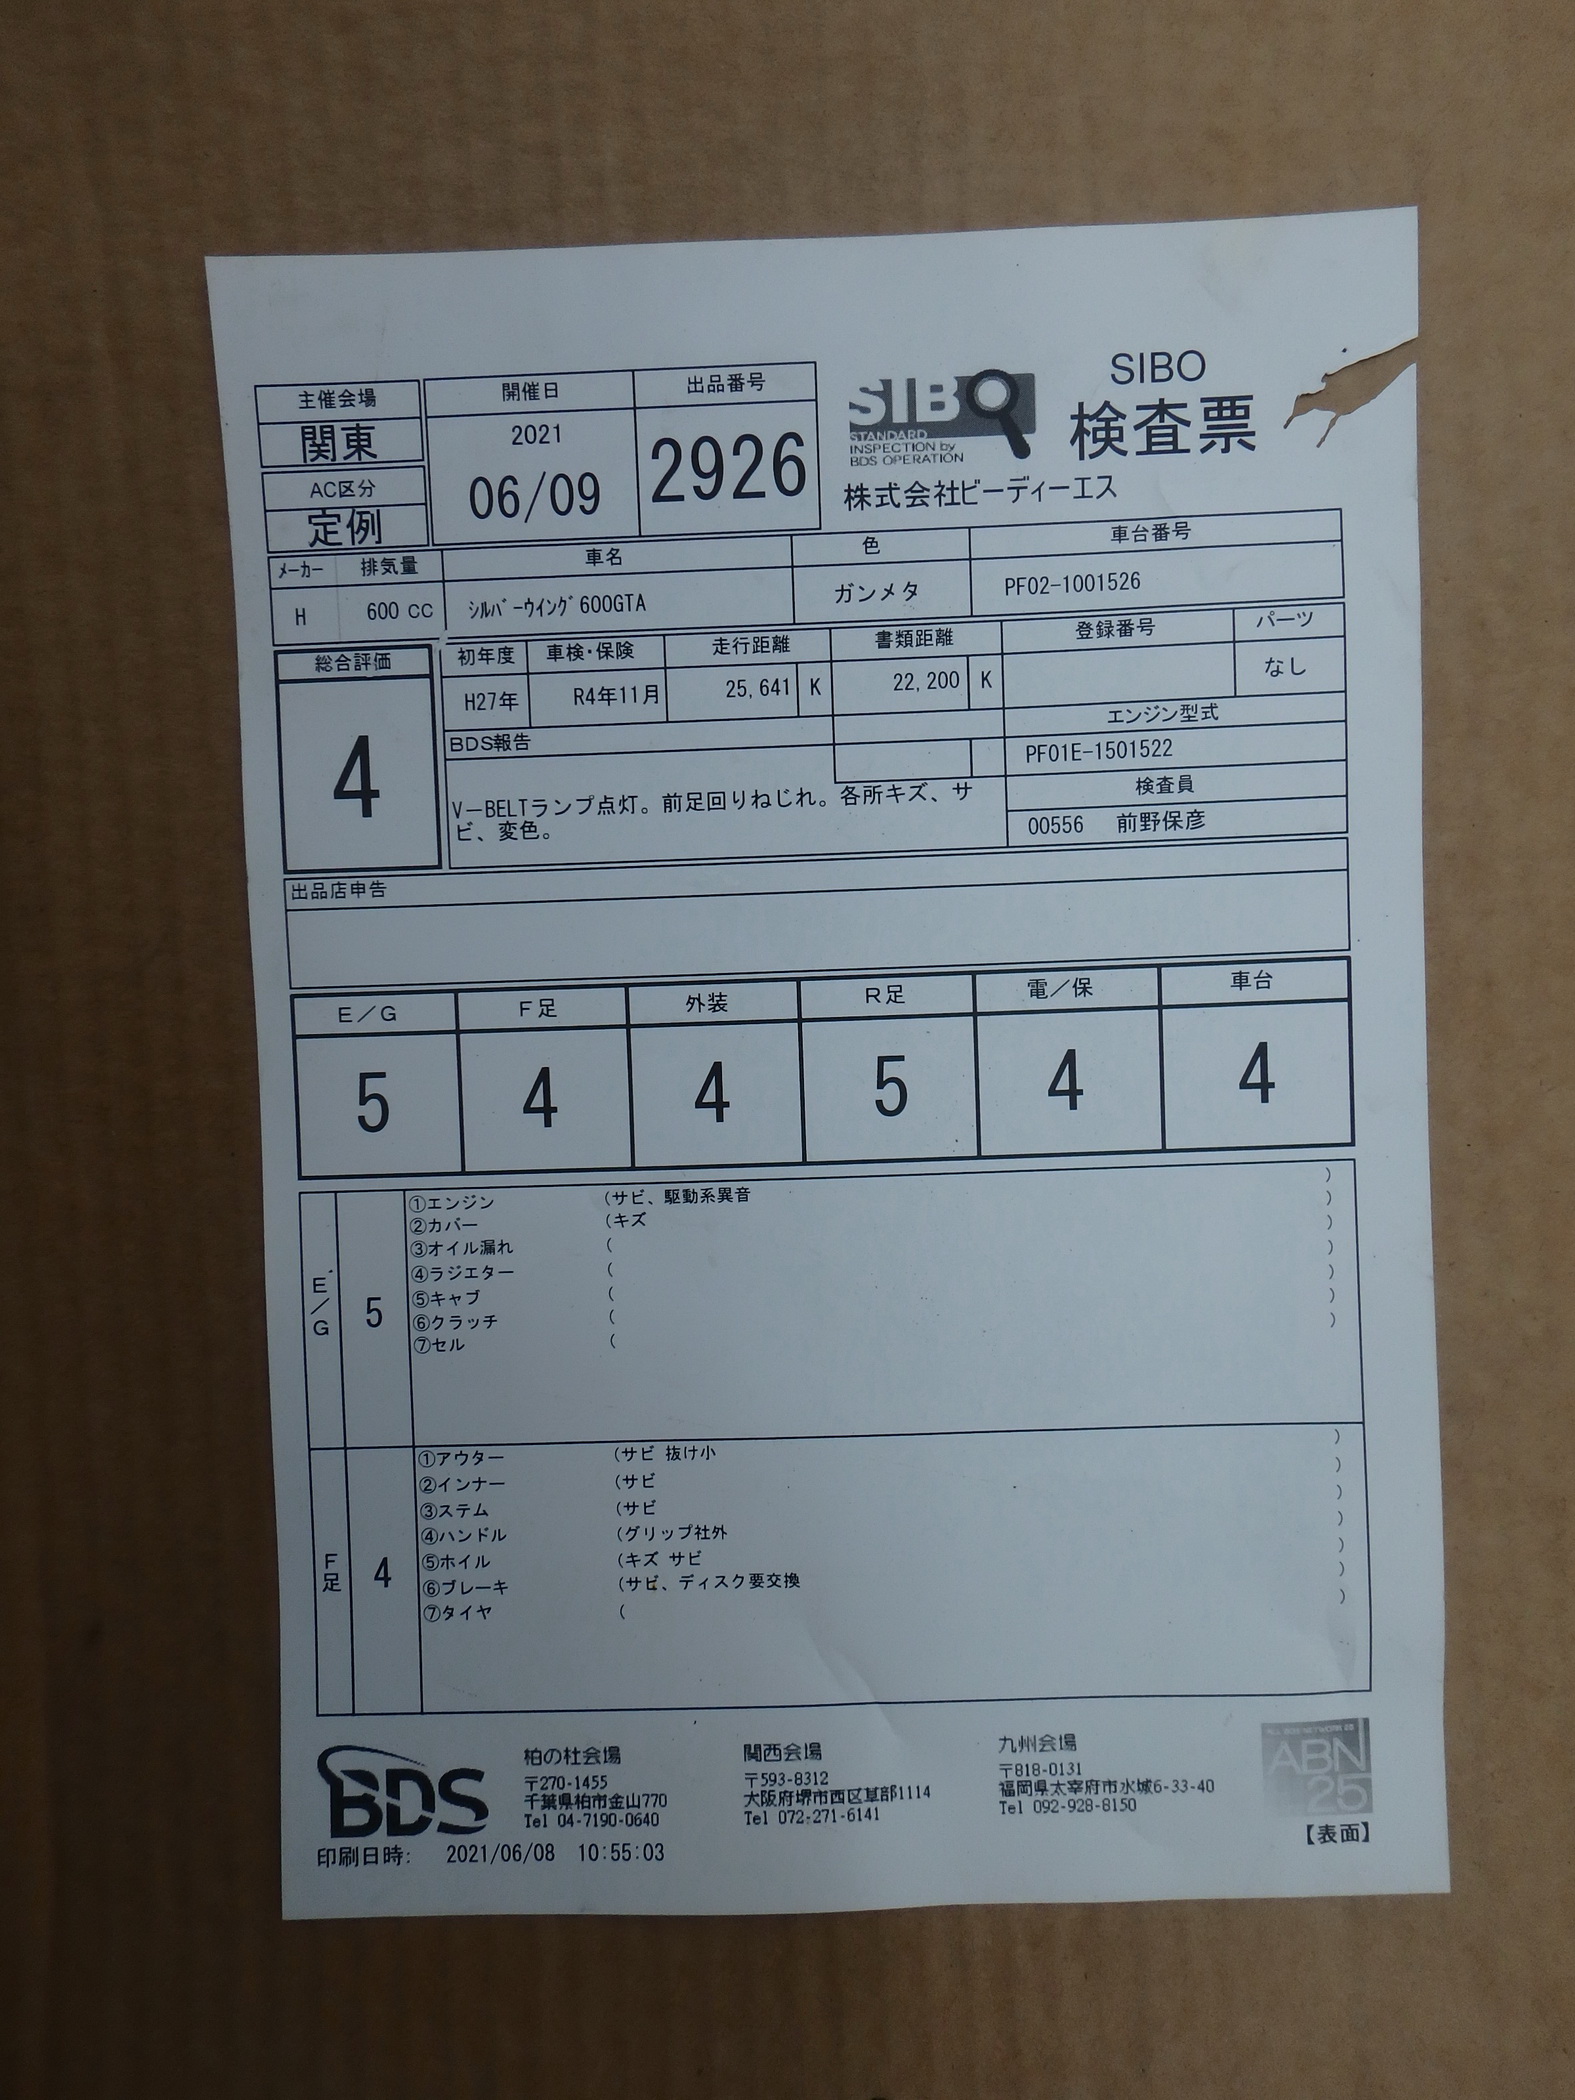 主催会場
関東
AC区分
定例
開催日
2021
06/09
出品番号
2926
SIBO
STANDARD
INSPECTION by
BDS OPERATION
SIBO
検査票
株式会社ビーディーエス
ﾒｰｶｰ 排気量 車名 色 車台番号
H 600 CC ｼﾙﾊﾞｰｳｲﾝｸﾞ600GTA ガンメタ PF02-1001526
総合評価
4
初年度 車検・保険 走行距離 書類距離 登録番号 パーツ
H27年 R4年11月 25,641 K 22,200 K なし
BDS報告
V－BELTランプ点灯。前足回りねじれ。各所キズ、サ
ビ、変色。
エンジン型式
PF01E-1501522
検査員
00556 前野保彦
出品店申告
E／G F足 外装 R足 電／保 車台
5 4 4 5 4 4
E／G
5
①エンジン (サビ、駆動系異音 )
②カバー (キズ )
③オイル漏れ ( )
④ラジエター ( )
⑤キャブ ( )
⑥クラッチ ( )
⑦セル ( )
F足
4
①アウター (サビ 抜け小 )
②インナー (サビ )
③ステム (サビ )
④ハンドル (グリップ社外 )
⑤ホイル (キズ サビ )
⑥ブレーキ (サビ、ディスク要交換 )
⑦タイヤ ( )
BDS
柏の杜会場
〒270-1455
千葉県柏市金山770
Tel 04-7190-0640
関西会場
〒593-8312
大阪府堺市西区草部1114
Tel 072-271-6141
九州会場
〒818-0131
福岡県太宰府市水城6-33-40
Tel 092-928-8150
ALL BDS NETWORK 25
ABN
25
【表面】
印刷日時: 2021/06/08 10:55:03